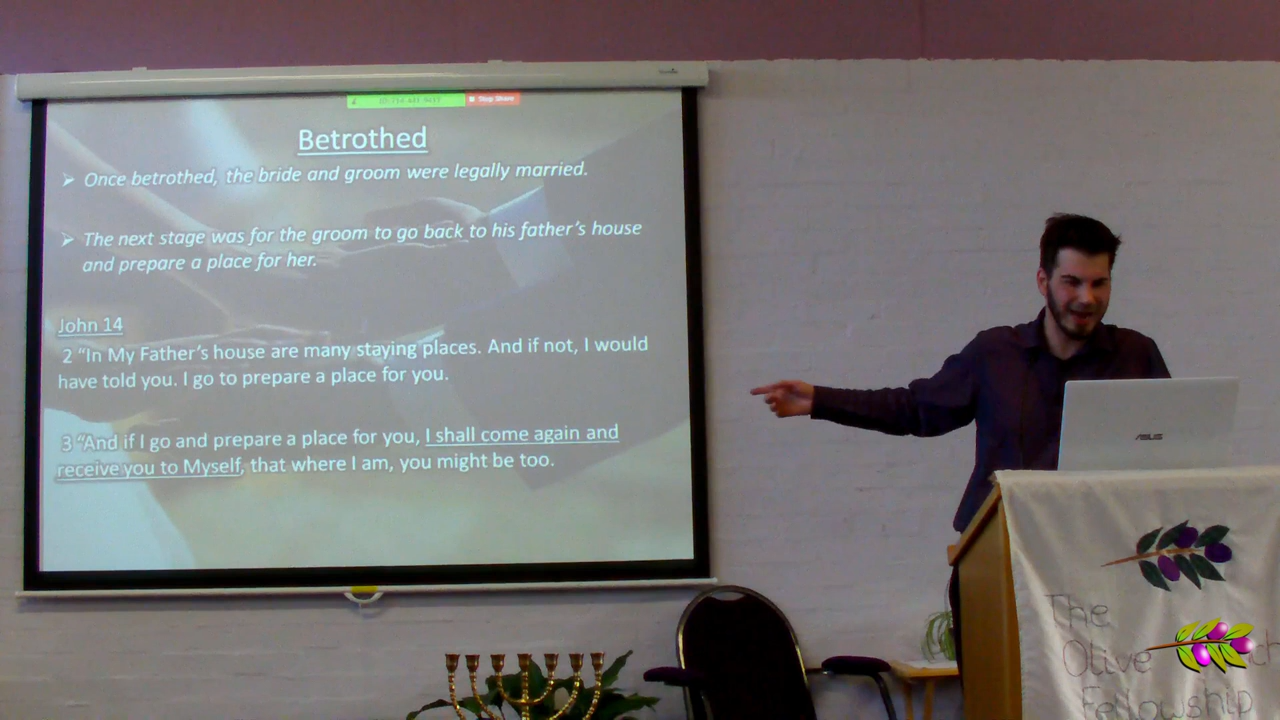 Stop Share
Betrothed
➢ Once betrothed, the bride and groom were legally married.
➢ The next stage was for the groom to go back to his father's house
and prepare a place for her.
John 14
2 “In My Father’s house are many staying places. And if not, I would
have told you. I go to prepare a place for you.
3 “And if I go and prepare a place for you, I shall come again and
receive you to Myself, that where I am, you might be too.
ASUS
The
Olive
Fellowship